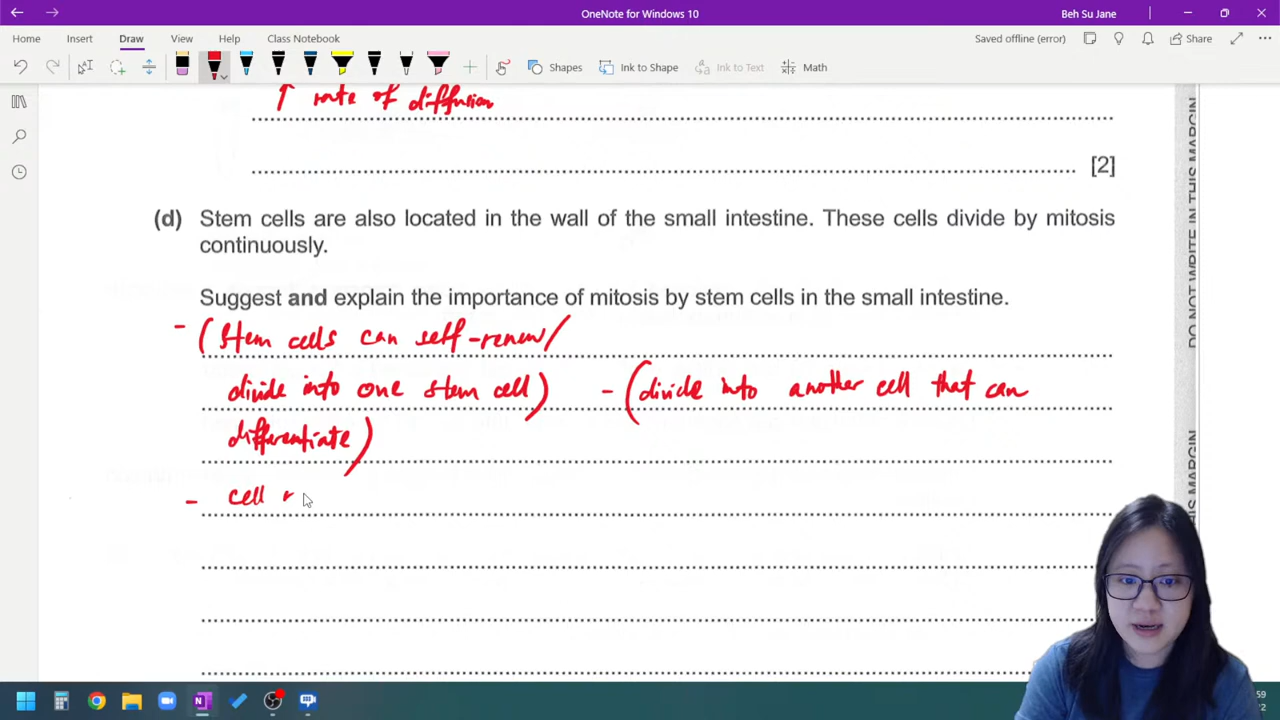 OneNote for Windows 10
Beh Su Jane
Home Insert Draw View Help Class Notebook
Saved offline (error) Share
Shapes Ink to Shape Ink to Text Math
↑ rate of diffusion
[2]
(d) Stem cells are also located in the wall of the small intestine. These cells divide by mitosis
continuously.
Suggest and explain the importance of mitosis by stem cells in the small intestine.
- (Stem cells can self-renew/
divide into one stem cell) - (divide into another cell that can
differentiate)
- cell r
DO NOT WRITE IN THIS MARGIN